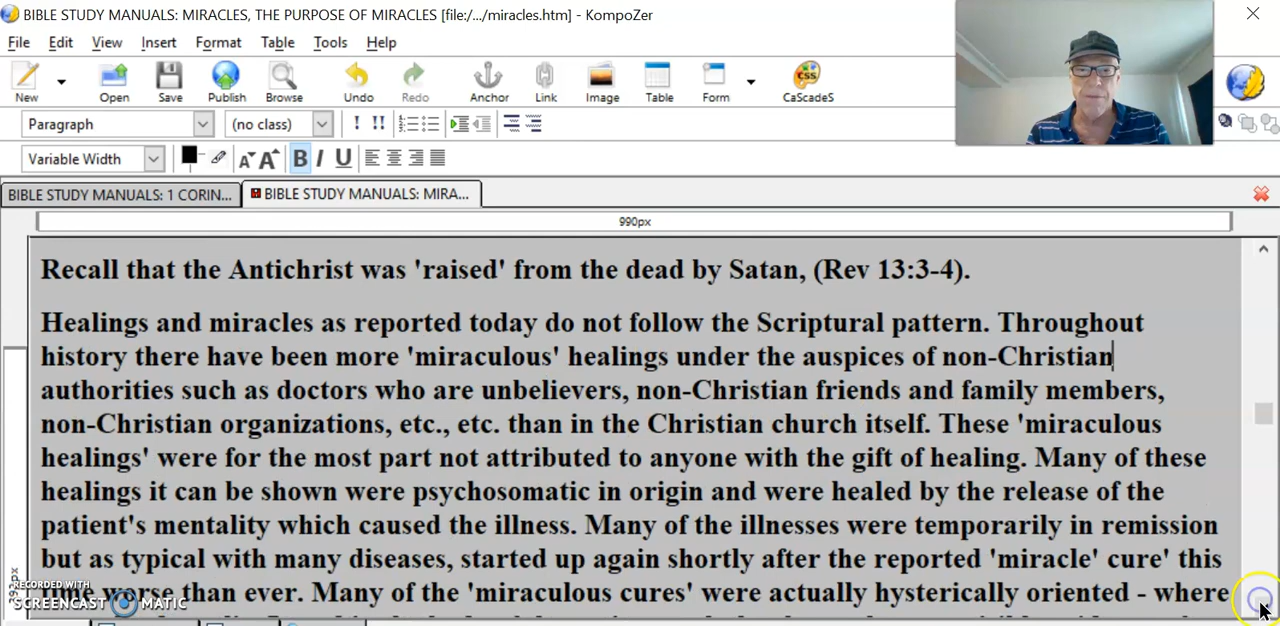 BIBLE STUDY MANUALS: MIRACLES, THE PURPOSE OF MIRACLES [file:/.../miracles.htm] - KompoZer
File Edit View Insert Format Table Tools Help
New Open Save Publish Browse Undo Redo Anchor Link Image Table Form CaScadeS
Paragraph (no class)
Variable Width B I U
BIBLE STUDY MANUALS: 1 CORIN... BIBLE STUDY MANUALS: MIRA...
990px
Recall that the Antichrist was 'raised' from the dead by Satan, (Rev 13:3-4).
Healings and miracles as reported today do not follow the Scriptural pattern. Throughout
history there have been more 'miraculous' healings under the auspices of non-Christian
authorities such as doctors who are unbelievers, non-Christian friends and family members,
non-Christian organizations, etc., etc. than in the Christian church itself. These 'miraculous
healings' were for the most part not attributed to anyone with the gift of healing. Many of these
healings it can be shown were psychosomatic in origin and were healed by the release of the
patient's mentality which caused the illness. Many of the illnesses were temporarily in remission
but as typical with many diseases, started up again shortly after the reported 'miracle' cure' this
time worse than ever. Many of the 'miraculous cures' were actually hysterically oriented - where
RECORDED WITH
SCREENCAST MATIC